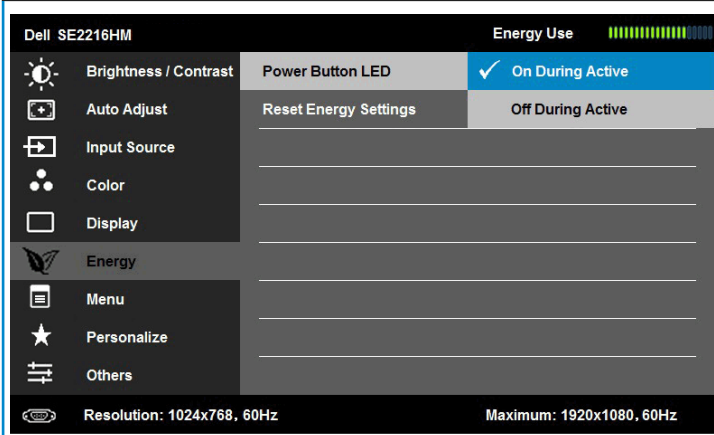 Dell SE2216HM Energy Use
Brightness / Contrast Power Button LED ✓ On During Active
Auto Adjust Reset Energy Settings Off During Active
Input Source
Color
Display
Energy
Menu
Personalize
Others
Resolution: 1024x768, 60Hz Maximum: 1920x1080, 60Hz